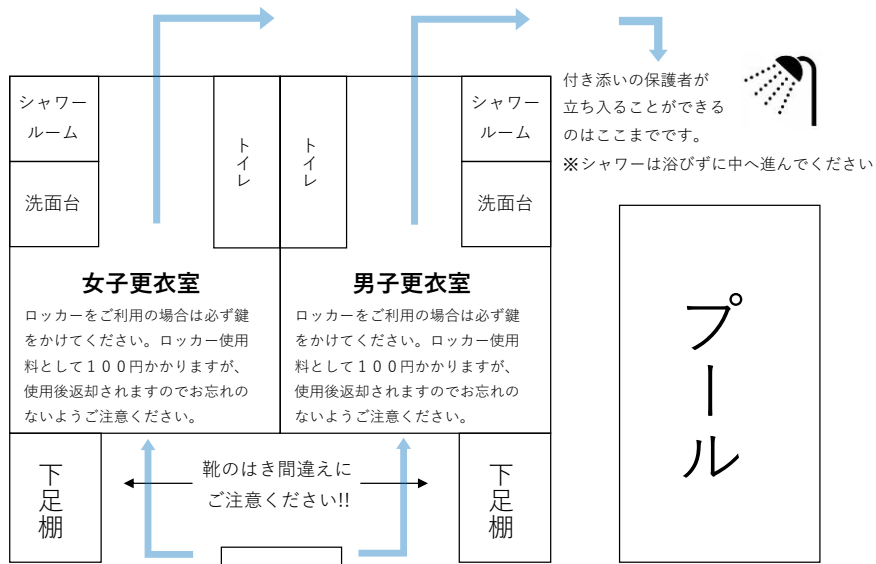 付き添いの保護者が
立ち入ることができる
のはここまでです。
※シャワーは浴びずに中へ進んでください
シャワー
ルーム
トイレ
トイレ
シャワー
ルーム
洗面台
洗面台
女子更衣室
ロッカーをご利用の場合は必ず鍵
をかけてください。ロッカー使用
料として１００円かかりますが、
使用後返却されますのでお忘れの
ないようご注意ください。
男子更衣室
ロッカーをご利用の場合は必ず鍵
をかけてください。ロッカー使用
料として１００円かかりますが、
使用後返却されますのでお忘れの
ないようご注意ください。
プール
下足棚
靴のはき間違えに
ご注意ください!!
下足棚